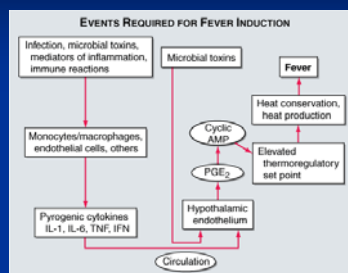 EVENTS REQUIRED FOR FEVER INDUCTION
Infection, microbial toxins,
mediators of inflammation,
immune reactions
Microbial toxins
Fever
Heat conservation,
heat production
Cyclic
AMP
Monocytes/macrophages,
endothelial cells, others
Elevated
thermoregulatory
set point
PGE₂
Pyrogenic cytokines
IL-1, IL-6, TNF, IFN
Hypothalamic
endothelium
Circulation